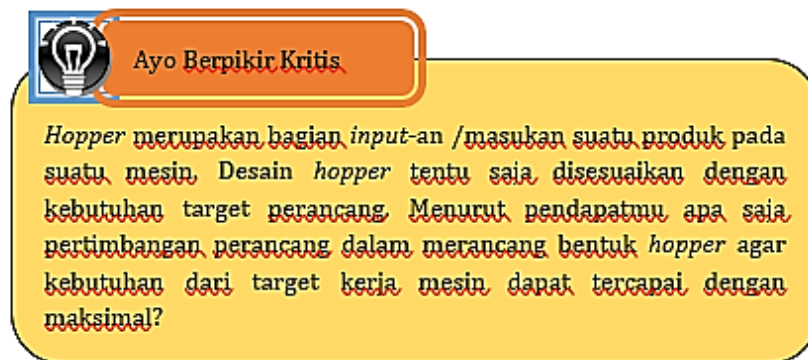 Ayo Berpikir Kritis
Hopper merupakan bagian input-an /masukan suatu produk pada
suatu mesin. Desain hopper tentu saja disesuaikan dengan
kebutuhan target perancang. Menurut pendapatmu apa saja
pertimbangan perancang dalam merancang bentuk hopper agar
kebutuhan dari target kerja mesin dapat tercapai dengan
maksimal?